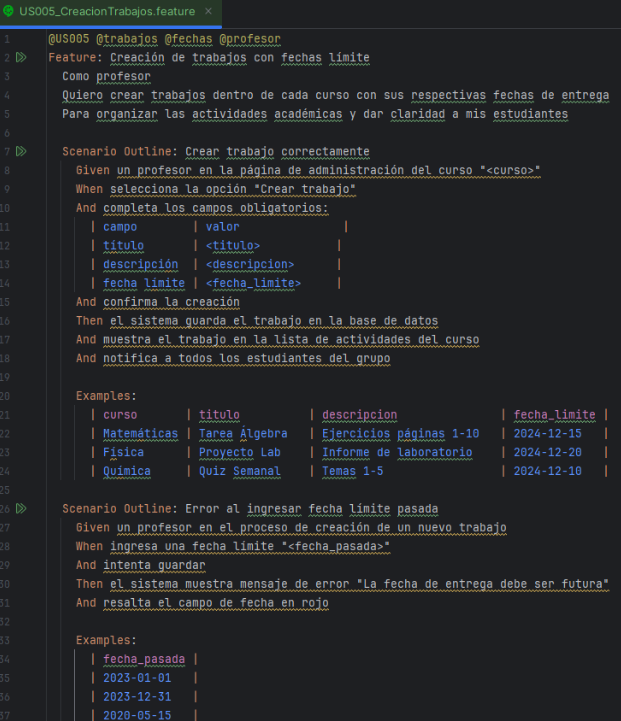 US005_CreacionTrabajos.feature ×
1 @US005 @trabajos @fechas @profesor
2 Feature: Creación de trabajos con fechas límite
3 Como profesor
4 Quiero crear trabajos dentro de cada curso con sus respectivas fechas de entrega
5 Para organizar las actividades académicas y dar claridad a mis estudiantes
6
7 Scenario Outline: Crear trabajo correctamente
8 Given un profesor en la página de administración del curso "<curso>"
9 When selecciona la opción "Crear trabajo"
10 And completa los campos obligatorios:
11 | campo | valor |
12 | título | <titulo> |
13 | descripción | <descripcion> |
14 | fecha límite | <fecha_limite> |
15 And confirma la creación
16 Then el sistema guarda el trabajo en la base de datos
17 And muestra el trabajo en la lista de actividades del curso
18 And notifica a todos los estudiantes del grupo
19
20 Examples:
21 | curso | titulo | descripcion | fecha_limite |
22 | Matemáticas | Tarea Álgebra | Ejercicios páginas 1-10 | 2024-12-15 |
23 | Física | Proyecto Lab | Informe de laboratorio | 2024-12-20 |
24 | Química | Quiz Semanal | Temas 1-5 | 2024-12-10 |
25
26 Scenario Outline: Error al ingresar fecha límite pasada
27 Given un profesor en el proceso de creación de un nuevo trabajo
28 When ingresa una fecha límite "<fecha_pasada>"
29 And intenta guardar
30 Then el sistema muestra mensaje de error "La fecha de entrega debe ser futura"
31 And resalta el campo de fecha en rojo
32
33 Examples:
34 | fecha_pasada |
35 | 2023-01-01 |
36 | 2023-12-31 |
37 | 2020-05-15 |